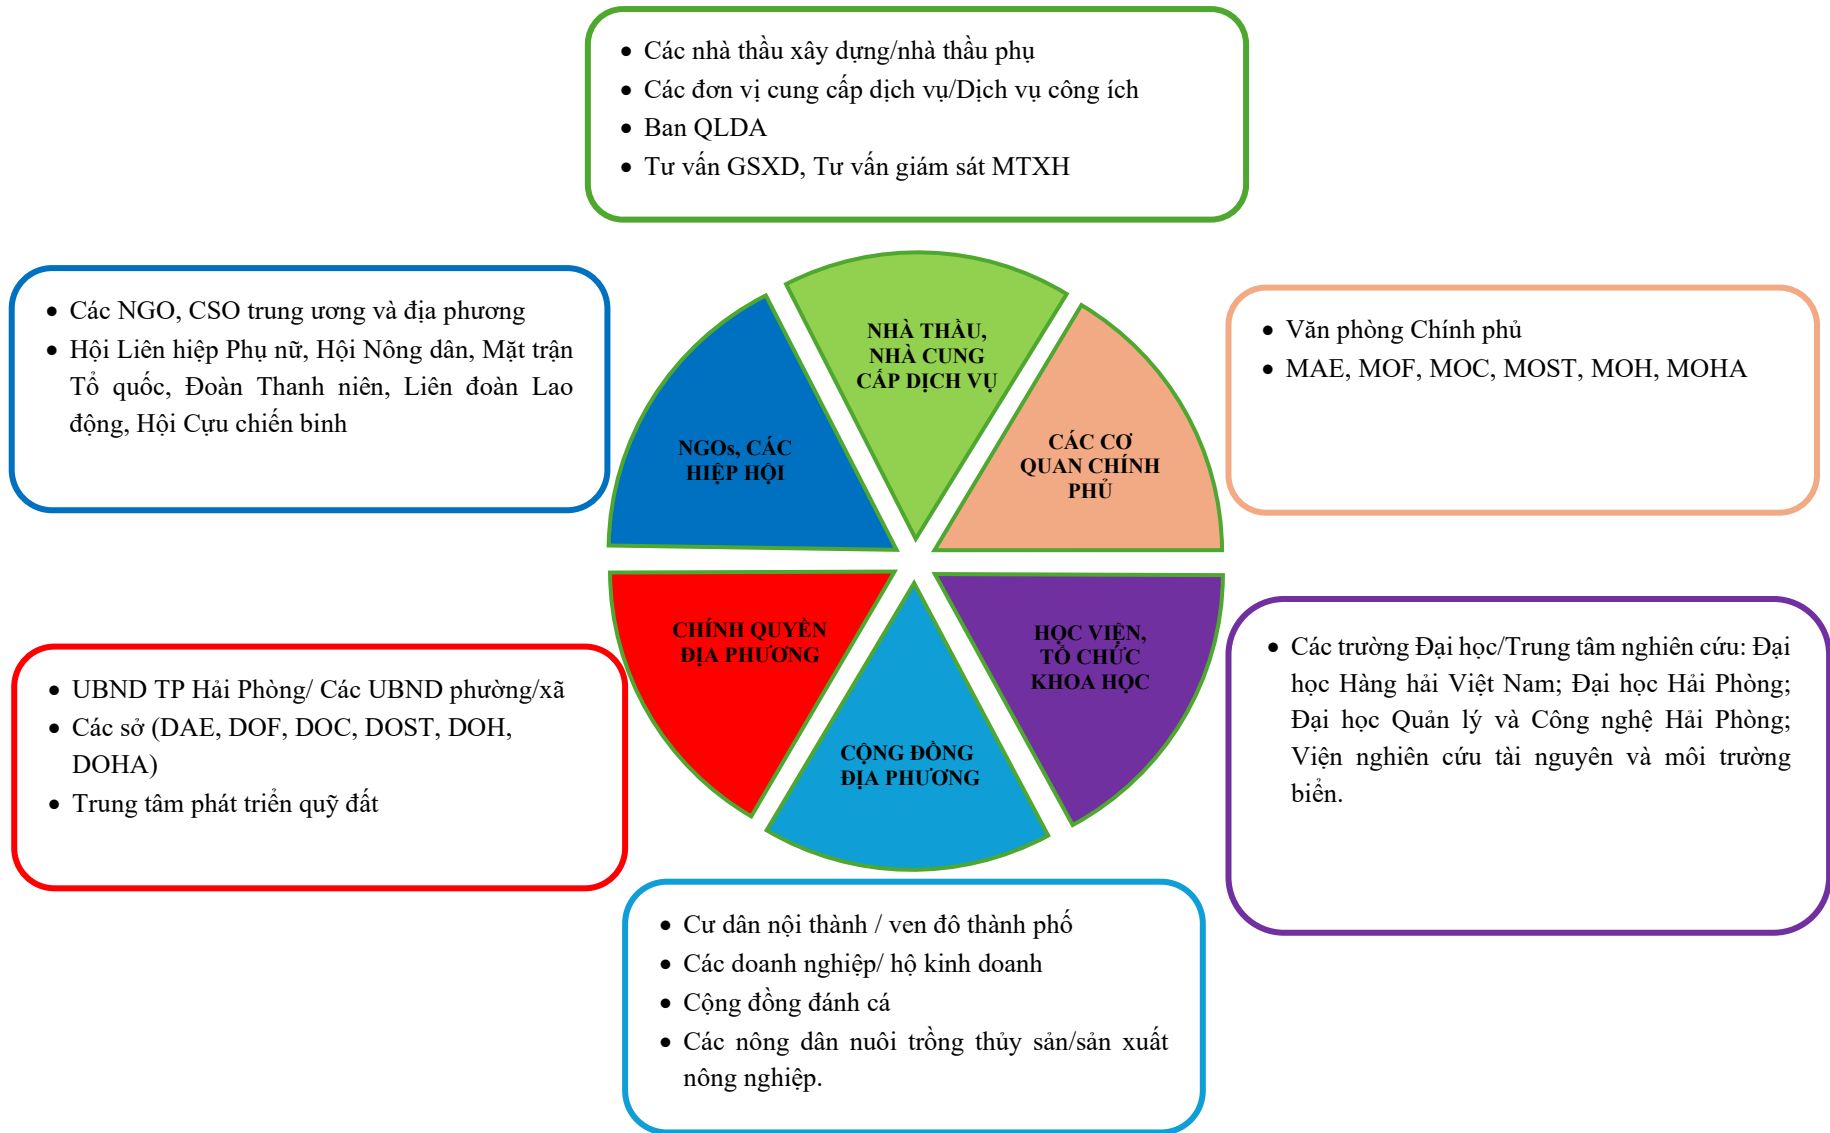 • Các nhà thầu xây dựng/nhà thầu phụ
• Các đơn vị cung cấp dịch vụ/Dịch vụ công ích
• Ban QLDA
• Tư vấn GSXD, Tư vấn giám sát MTXH
• Các NGO, CSO trung ương và địa phương
• Hội Liên hiệp Phụ nữ, Hội Nông dân, Mặt trận
Tổ quốc, Đoàn Thanh niên, Liên đoàn Lao
động, Hội Cựu chiến binh
NHÀ THẦU,
NHÀ CUNG
CẤP DỊCH VỤ
• Văn phòng Chính phủ
• MAE, MOF, MOC, MOST, MOH, MOHA
NGOs, CÁC
HIỆP HỘI
CÁC CƠ
QUAN CHÍNH
PHỦ
CHÍNH QUYỀN
ĐỊA PHƯƠNG
HỌC VIỆN,
TỔ CHỨC
KHOA HỌC
• UBND TP Hải Phòng/ Các UBND phường/xã
• Các sở (DAE, DOF, DOC, DOST, DOH,
DOHA)
• Trung tâm phát triển quỹ đất
• Các trường Đại học/Trung tâm nghiên cứu: Đại
học Hàng hải Việt Nam; Đại học Hải Phòng;
Đại học Quản lý và Công nghệ Hải Phòng;
Viện nghiên cứu tài nguyên và môi trường
biển.
CỘNG ĐỒNG
ĐỊA PHƯƠNG
• Cư dân nội thành / ven đô thành phố
• Các doanh nghiệp/ hộ kinh doanh
• Cộng đồng đánh cá
• Các nông dân nuôi trồng thủy sản/sản xuất
nông nghiệp.